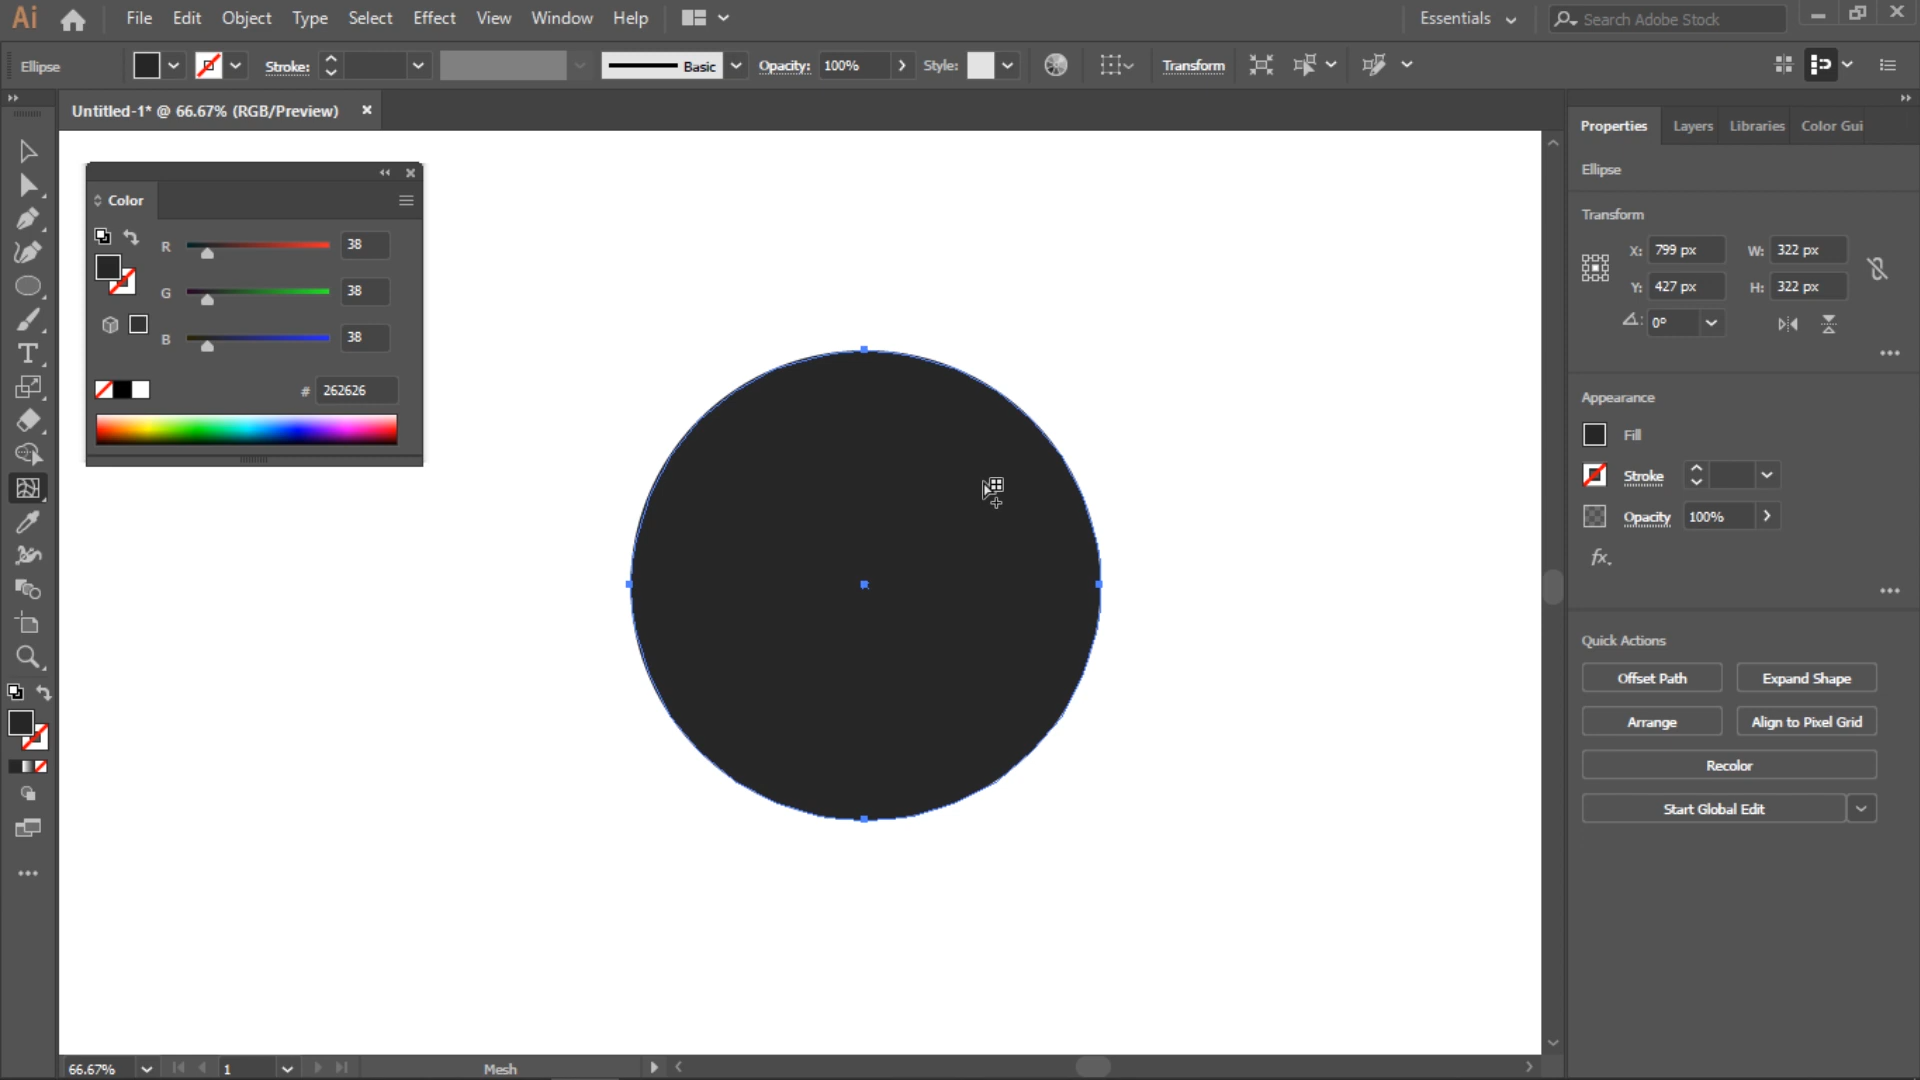 Ai File Edit Object Type Select Effect View Window Help Essentials Search Adobe Stock
Ellipse Stroke: Basic Opacity: 100% Style: Transform
Untitled-1* @ 66.67% (RGB/Preview)
Color
R 38
G 38
B 38
# 262626
Properties Layers Libraries Color Gui
Ellipse
Transform
X: 799 px W: 322 px
Y: 427 px H: 322 px
0°
Appearance
Fill
Stroke
Opacity 100%
fx.
Quick Actions
Offset Path Expand Shape
Arrange Align to Pixel Grid
Recolor
Start Global Edit
66.67% 1 Mesh